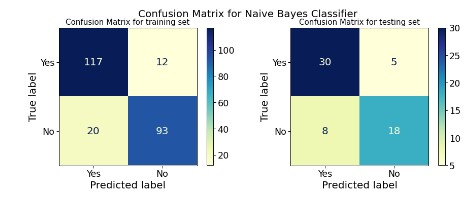 Confusion Matrix for Naive Bayes Classifier
Confusion Matrix for training set
Yes
117
12
No
20
93
Yes
No
True label
Predicted label
100
80
60
40
20
Confusion Matrix for testing set
Yes
30
5
No
8
18
Yes
No
True label
Predicted label
30
25
20
15
10
5